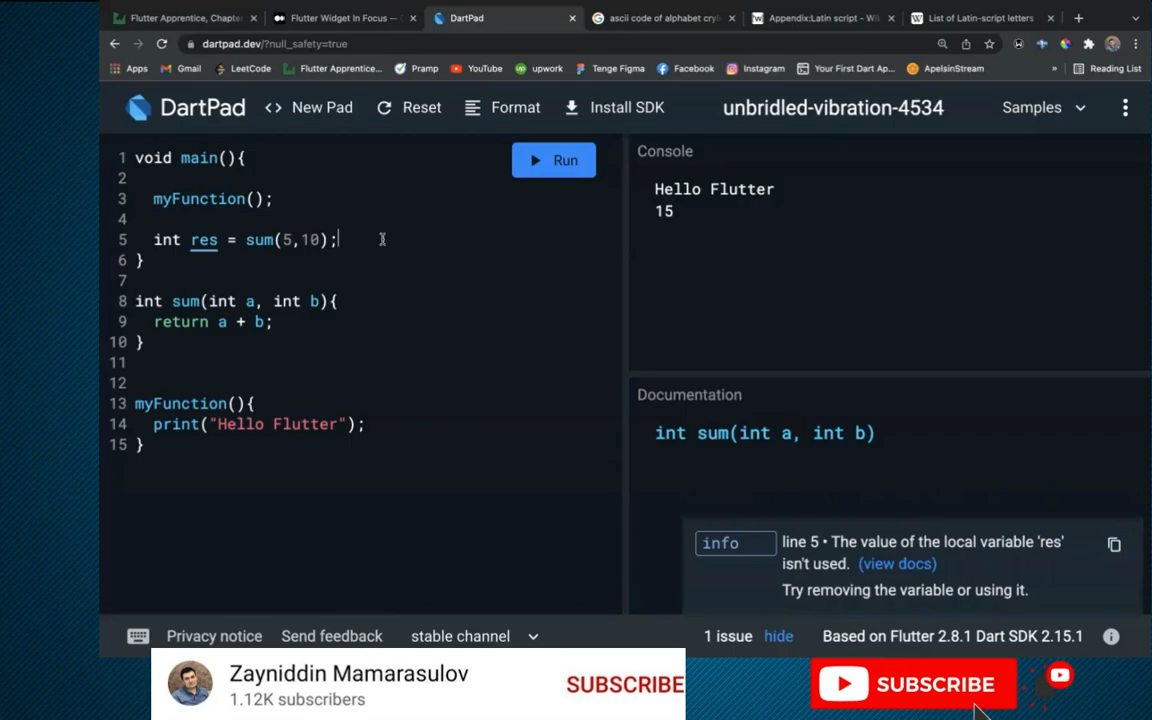 Flutter Apprentice, Chapte
Flutter Widget In Focus —
DartPad
ascii code of alphabet cryll
Appendix:Latin script – Wi
List of Latin-script letters
dartpad.dev/?null_safety=true
Apps
Gmail
LeetCode
Flutter Apprentice...
Pramp
YouTube
upwork
Tenge Figma
Facebook
Instagram
Your First Dart Ap...
ApelsinStream
»
Reading List
DartPad
<> New Pad
Reset
Format
Install SDK
unbridled-vibration-4534
Samples
1 void main(){
2
3 myFunction();
4
5 int res = sum(5,10);
6 }
7
8 int sum(int a, int b){
9 return a + b;
10 }
11
12
13 myFunction(){
14 print("Hello Flutter");
15 }
Run
Console
Hello Flutter
15
Documentation
int sum(int a, int b)
info
line 5 • The value of the local variable 'res'
isn't used. (view docs)
Try removing the variable or using it.
Privacy notice
Send feedback
stable channel
1 issue hide
Based on Flutter 2.8.1 Dart SDK 2.15.1
Zayniddin Mamarasulov
1.12K subscribers
SUBSCRIBE
SUBSCRIBE